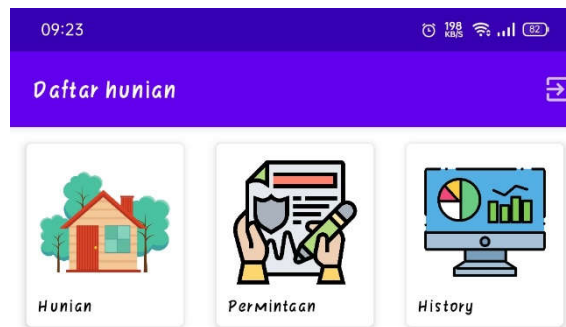 09:23
198 KB/S 82
Daftar hunian
Hunian
Permintaan
History